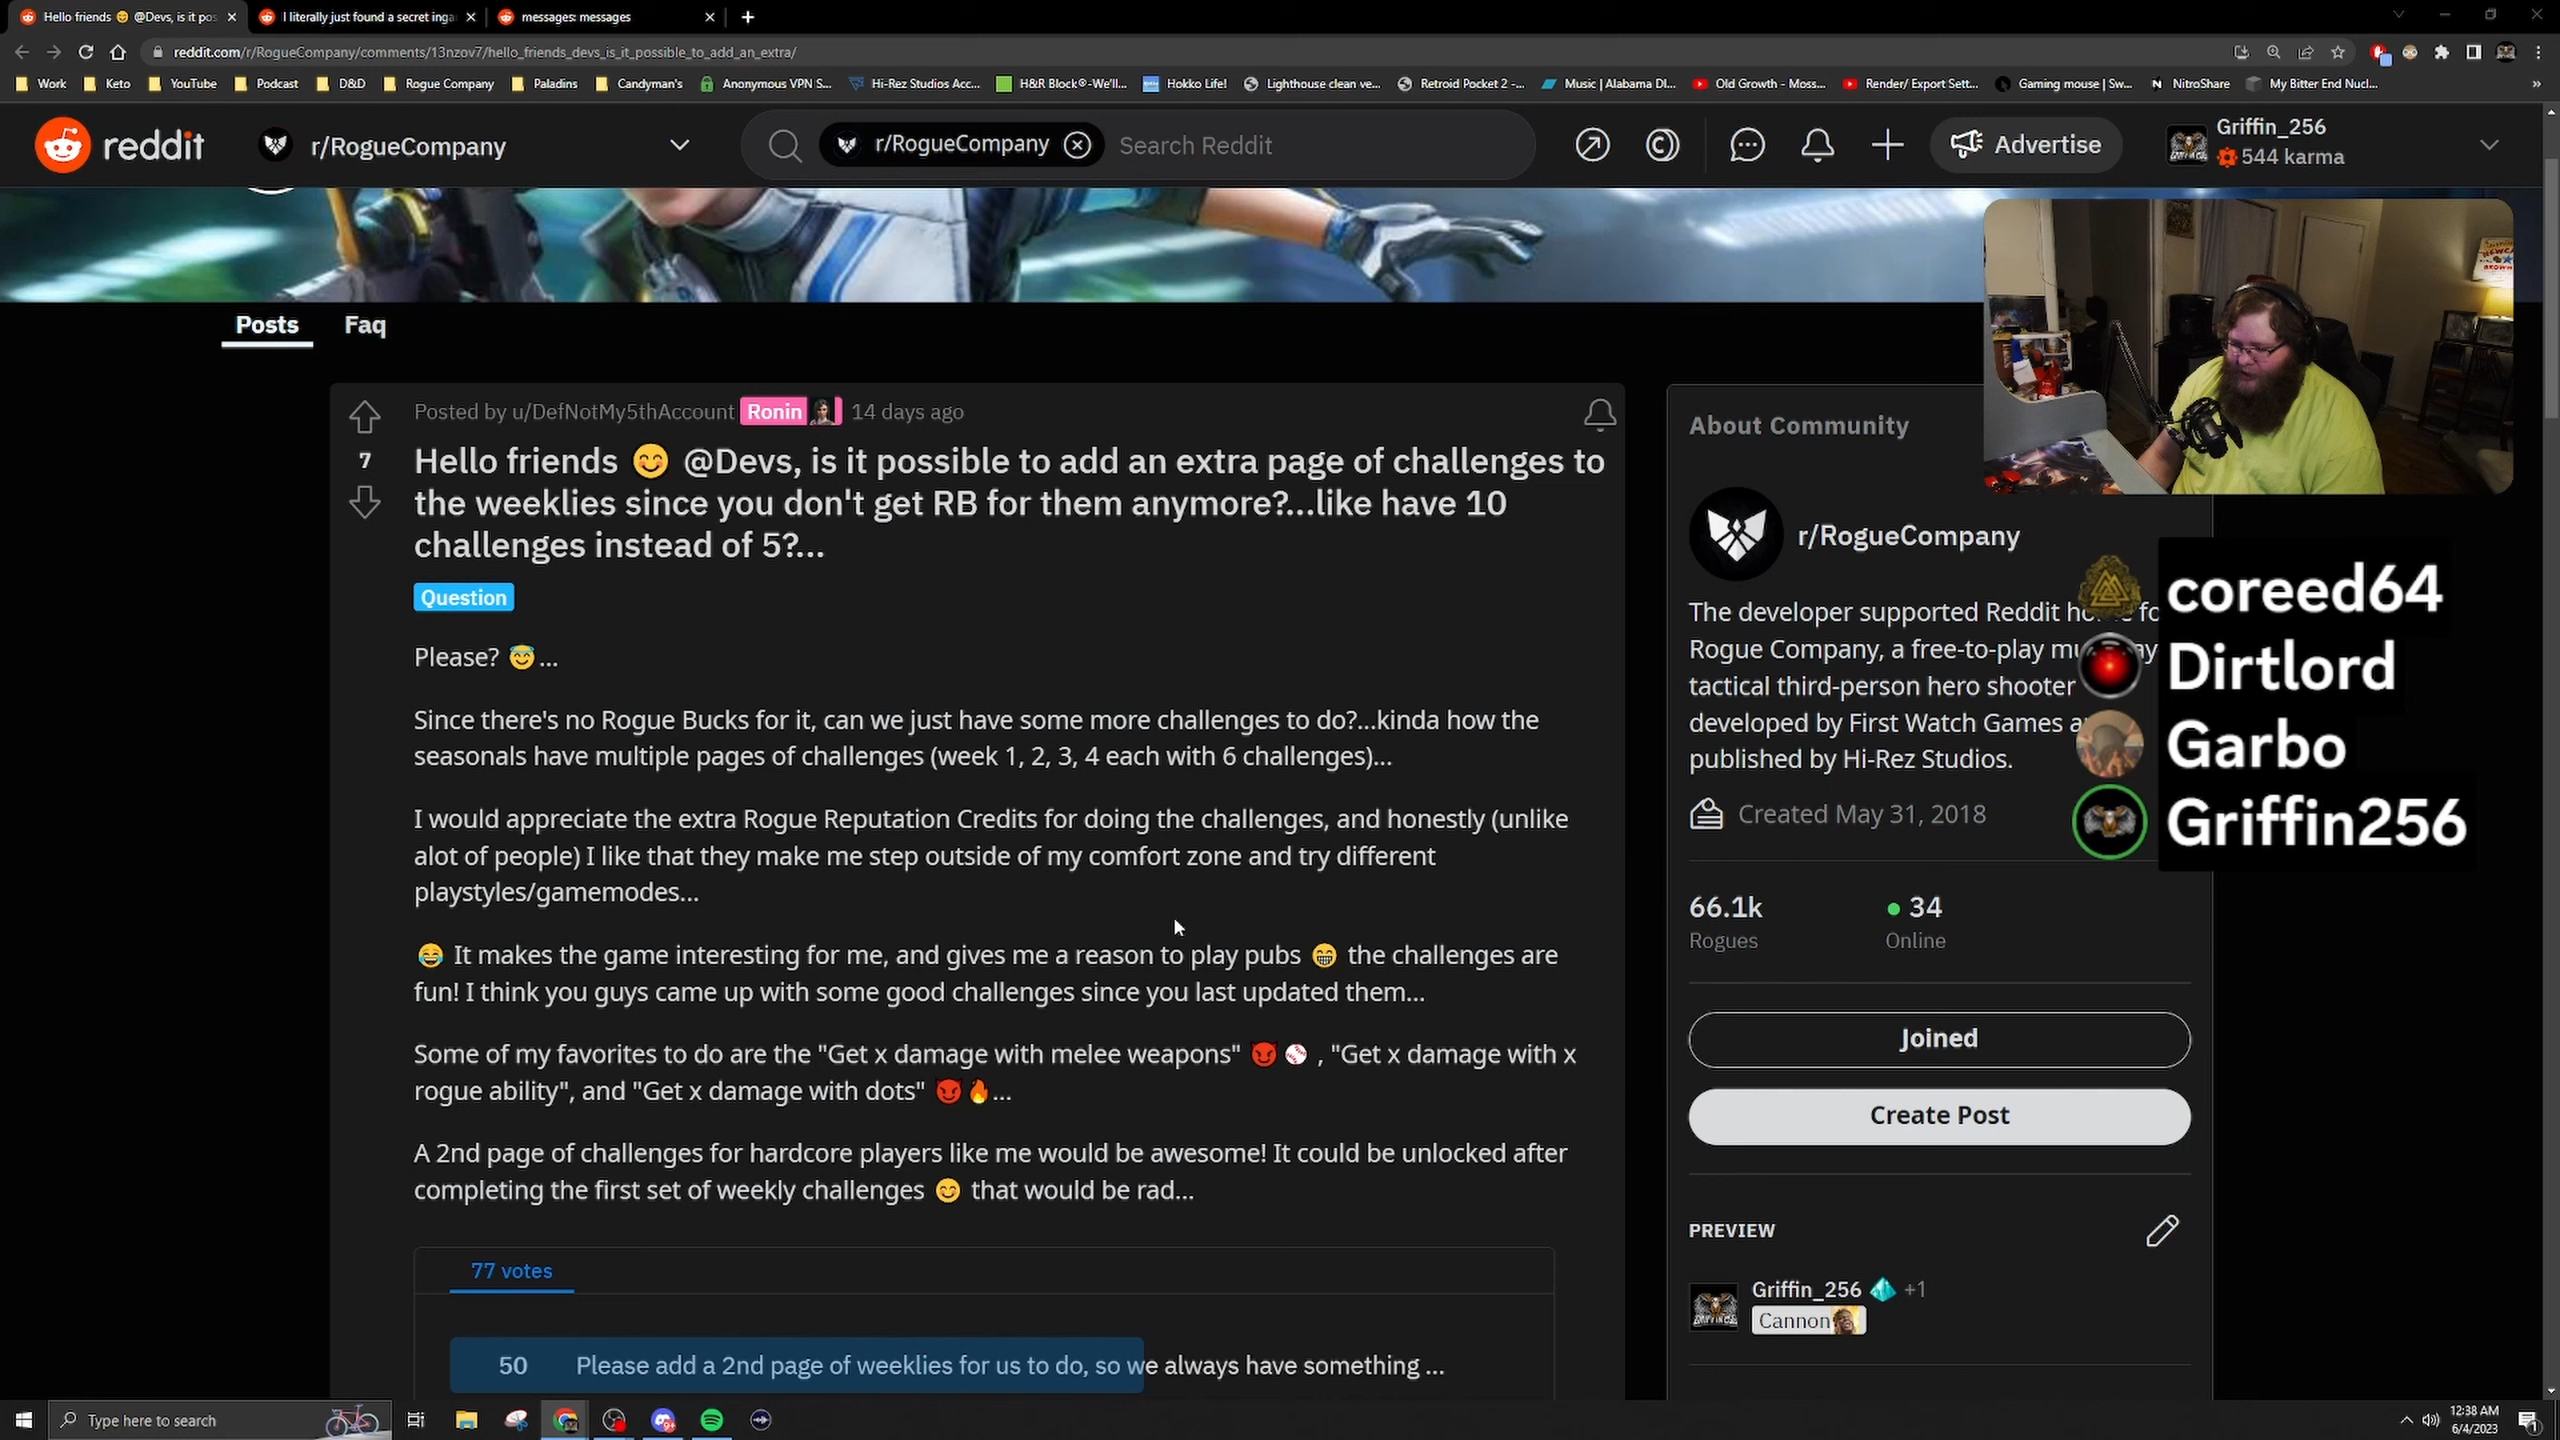 Hello friends 😊 @Devs, is it pos
I literally just found a secret inga
messages: messages
reddit.com/r/RogueCompany/comments/13nzov7/hello_friends_devs_is_it_possible_to_add_an_extra/
Work
Keto
YouTube
Podcast
D&D
Rogue Company
Paladins
Candyman's
Anonymous VPN S...
Hi-Rez Studios Acc...
H&R Block®-We'll...
Hokko Life!
Lighthouse clean ve...
Retroid Pocket 2 -...
Music | Alabama DI...
Old Growth - Moss...
Render/ Export Sett...
Gaming mouse | Sw...
NitroShare
My Bitter End Nucl...
reddit
r/RogueCompany
r/RogueCompany
Search Reddit
Advertise
Griffin_256
544 karma
Posts
Faq
Posted by u/DefNotMy5thAccount Ronin 14 days ago
7
Hello friends 😊 @Devs, is it possible to add an extra page of challenges to
the weeklies since you don't get RB for them anymore?...like have 10
challenges instead of 5?...
Question
Please? 😇...
Since there's no Rogue Bucks for it, can we just have some more challenges to do?...kinda how the
seasonals have multiple pages of challenges (week 1, 2, 3, 4 each with 6 challenges)...
I would appreciate the extra Rogue Reputation Credits for doing the challenges, and honestly (unlike
alot of people) I like that they make me step outside of my comfort zone and try different
playstyles/gamemodes...
😂 It makes the game interesting for me, and gives me a reason to play pubs 😁 the challenges are
fun! I think you guys came up with some good challenges since you last updated them...
Some of my favorites to do are the "Get x damage with melee weapons" 😈 ⚾ , "Get x damage with x
rogue ability", and "Get x damage with dots" 😈🔥...
A 2nd page of challenges for hardcore players like me would be awesome! It could be unlocked after
completing the first set of weekly challenges 😊 that would be rad...
77 votes
50
Please add a 2nd page of weeklies for us to do, so we always have something ...
About Community
r/RogueCompany
The developer supported Reddit
Rogue Company, a free-to-play
tactical third-person hero shooter
developed by First Watch Games
published by Hi-Rez Studios.
Created May 31, 2018
66.1k
Rogues
34
Online
Joined
Create Post
PREVIEW
Griffin_256 +1
Cannon
coreed64
Dirtlord
Garbo
Griffin256
Type here to search
12:38 AM
6/4/2023